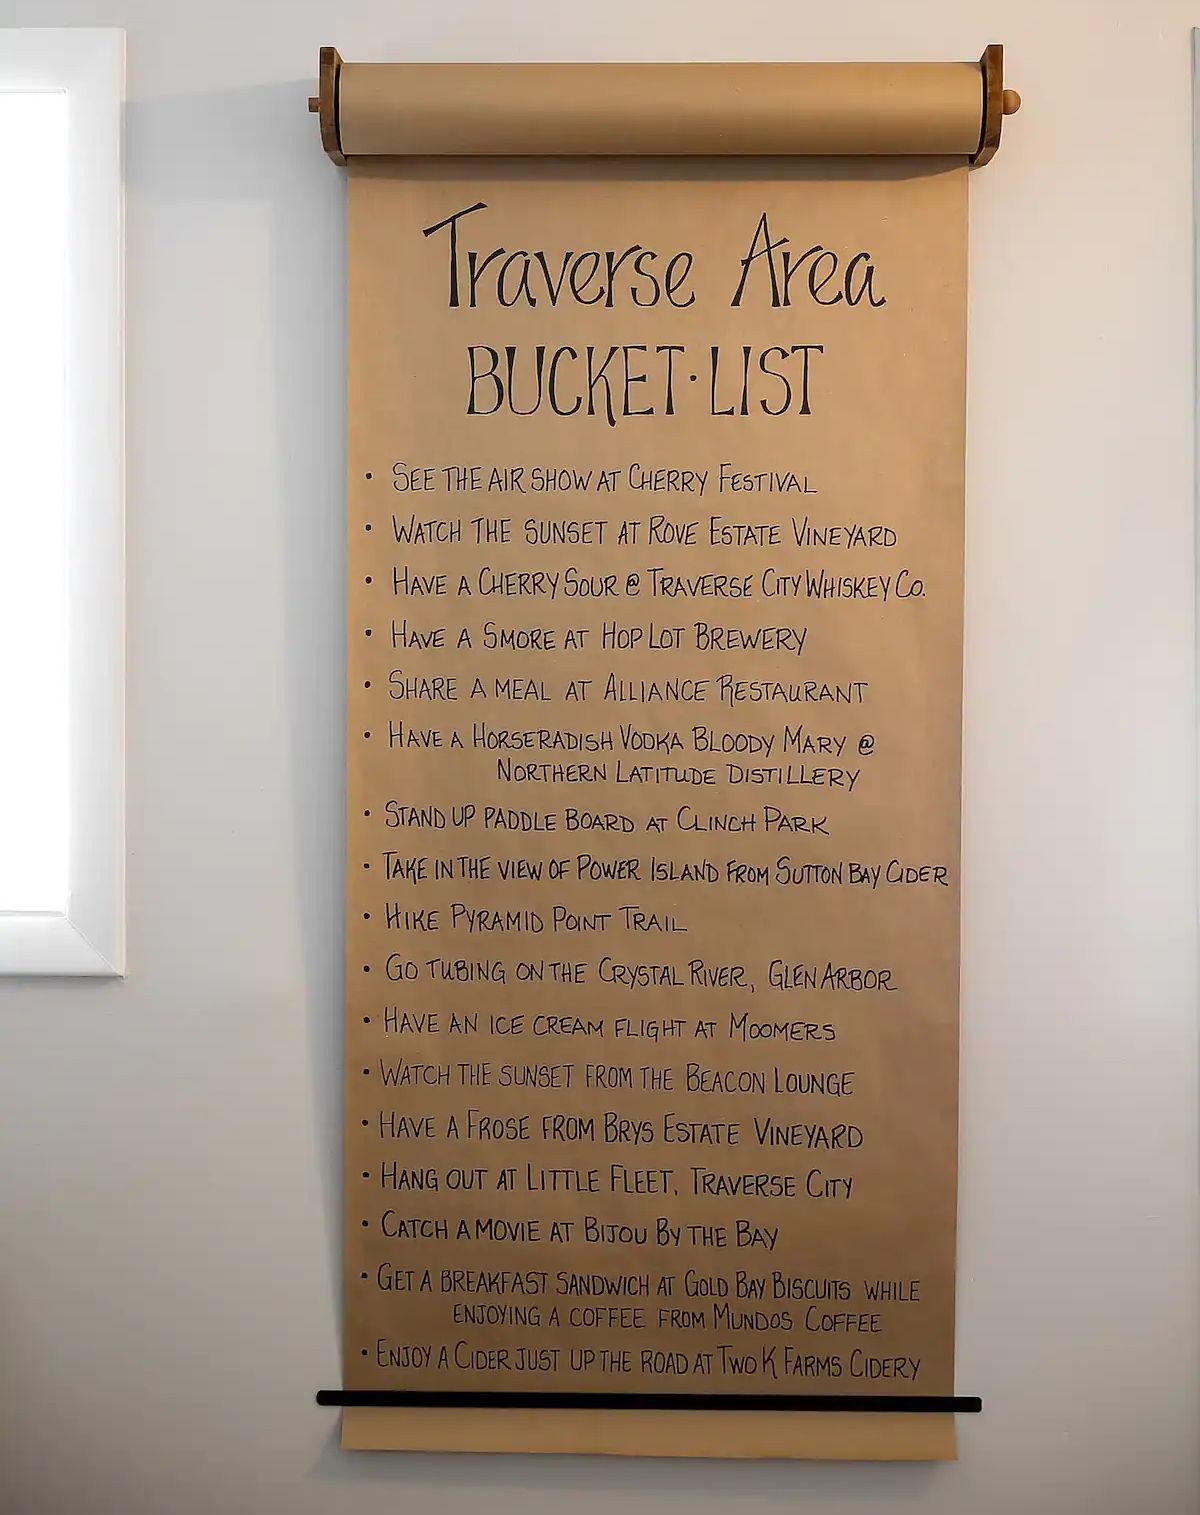 Traverse Area
BUCKET·LIST
• SEE THE AIR SHOW AT CHERRY FESTIVAL
• WATCH THE SUNSET AT ROVE ESTATE VINEYARD
• HAVE A CHERRY SOUR @ TRAVERSE CITY WHISKEY CO.
• HAVE A SMORE AT HOP LOT BREWERY
• SHARE A MEAL AT ALLIANCE RESTAURANT
• HAVE A HORSERADISH VODKA BLOODY MARY @
NORTHERN LATITUDE DISTILLERY
• STAND UP PADDLE BOARD AT CLINCH PARK
• TAKE IN THE VIEW OF POWER ISLAND FROM SUTTON BAY CIDER
• HIKE PYRAMID POINT TRAIL
• GO TUBING ON THE CRYSTAL RIVER, GLEN ARBOR
• HAVE AN ICE CREAM FLIGHT AT MOOMERS
• WATCH THE SUNSET FROM THE BEACON LOUNGE
• HAVE A FROSE FROM BRYS ESTATE VINEYARD
• HANG OUT AT LITTLE FLEET, TRAVERSE CITY
• CATCH A MOVIE AT BIJOU BY THE BAY
• GET A BREAKFAST SANDWICH AT GOLD BAY BISCUITS WHILE
ENJOYING A COFFEE FROM MUNDOS COFFEE
• ENJOY A CIDER JUST UP THE ROAD AT TWO K FARMS CIDERY